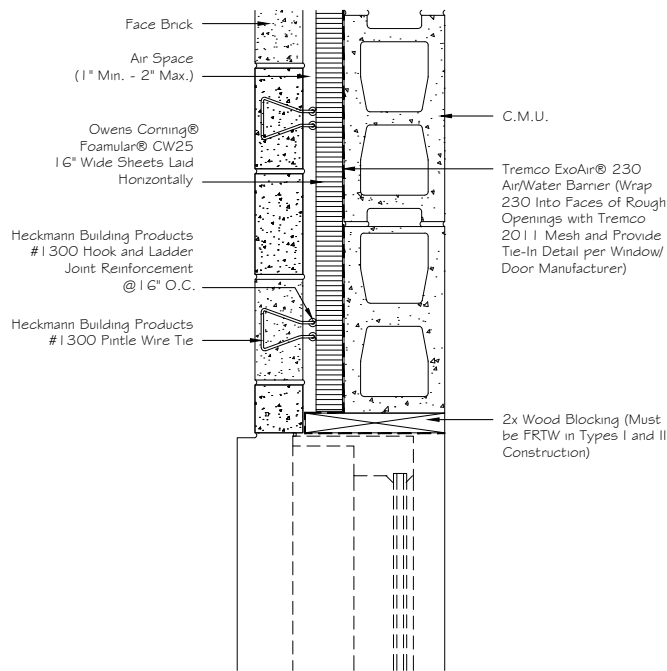 Face Brick
Air Space
(1" Min. - 2" Max.)
Owens Corning®
Foamular® CW25
16" Wide Sheets Laid
Horizontally
Heckmann Building Products
#1300 Hook and Ladder
Joint Reinforcement
@16" O.C.
Heckmann Building Products
#1300 Pintle Wire Tie
C.M.U.
Tremco ExoAir® 230
Air/Water Barrier (Wrap
230 Into Faces of Rough
Openings with Tremco
2011 Mesh and Provide
Tie-In Detail per Window/
Door Manufacturer)
2x Wood Blocking (Must
be FRTW in Types I and II
Construction)